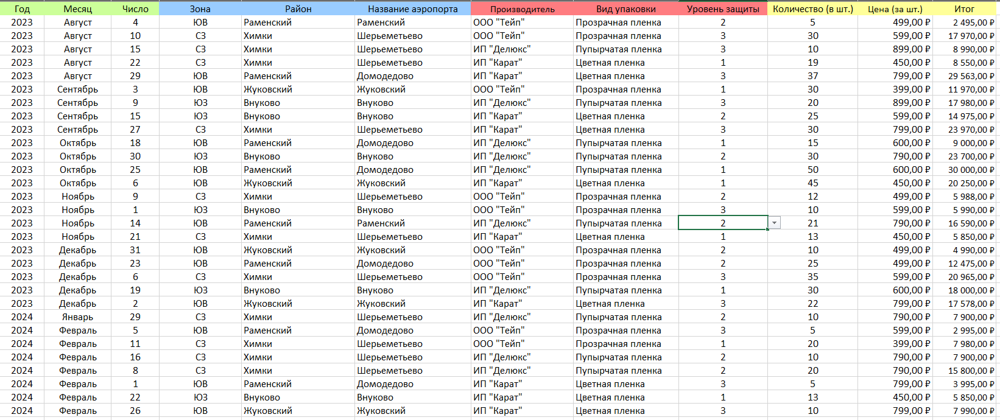 Год Месяц Число Зона Район Название аэропорта Производитель Вид упаковки Уровень защиты Количество (в шт.) Цена (за шт.) Итог
2023 Август 4 ЮВ Раменский Раменский ООО "Тейп" Прозрачная пленка 2 5 499,00 ₽ 2 495,00 ₽
2023 Август 10 СЗ Химки Шерьеметьево ООО "Тейп" Прозрачная пленка 3 30 599,00 ₽ 17 970,00 ₽
2023 Август 15 СЗ Химки Шерьеметьево ИП "Делюкс" Пупырчатая пленка 3 10 899,00 ₽ 8 990,00 ₽
2023 Август 22 СЗ Химки Шерьеметьево ИП "Карат" Цветная пленка 1 19 450,00 ₽ 8 550,00 ₽
2023 Август 29 ЮВ Раменский Домодедово ИП "Карат" Цветная пленка 3 37 799,00 ₽ 29 563,00 ₽
2023 Сентябрь 3 ЮВ Жуковский Жуковский ООО "Тейп" Прозрачная пленка 1 30 399,00 ₽ 11 970,00 ₽
2023 Сентябрь 9 ЮЗ Внуково Внуково ИП "Делюкс" Пупырчатая пленка 3 20 899,00 ₽ 17 980,00 ₽
2023 Сентябрь 15 ЮЗ Внуково Внуково ИП "Карат" Цветная пленка 2 25 599,00 ₽ 14 975,00 ₽
2023 Сентябрь 27 СЗ Химки Шерьеметьево ИП "Карат" Цветная пленка 3 30 799,00 ₽ 23 970,00 ₽
2023 Октябрь 18 ЮВ Раменский Домодедово ИП "Делюкс" Пупырчатая пленка 1 15 600,00 ₽ 9 000,00 ₽
2023 Октябрь 30 ЮЗ Внуково Внуково ИП "Делюкс" Пупырчатая пленка 2 30 790,00 ₽ 23 700,00 ₽
2023 Октябрь 25 ЮВ Раменский Домодедово ИП "Делюкс" Пупырчатая пленка 1 50 600,00 ₽ 30 000,00 ₽
2023 Октябрь 6 ЮВ Жуковский Жуковский ИП "Карат" Цветная пленка 1 45 450,00 ₽ 20 250,00 ₽
2023 Ноябрь 9 СЗ Химки Шерьеметьево ООО "Тейп" Прозрачная пленка 2 12 499,00 ₽ 5 988,00 ₽
2023 Ноябрь 1 ЮЗ Внуково Внуково ООО "Тейп" Прозрачная пленка 3 10 599,00 ₽ 5 990,00 ₽
2023 Ноябрь 14 ЮВ Раменский Раменский ИП "Делюкс" Пупырчатая пленка 2 21 790,00 ₽ 16 590,00 ₽
2023 Ноябрь 21 СЗ Химки Шерьеметьево ИП "Карат" Цветная пленка 1 13 450,00 ₽ 5 850,00 ₽
2023 Декабрь 31 ЮВ Жуковский Жуковский ООО "Тейп" Прозрачная пленка 2 10 499,00 ₽ 4 990,00 ₽
2023 Декабрь 23 ЮВ Раменский Домодедово ООО "Тейп" Прозрачная пленка 2 25 499,00 ₽ 12 475,00 ₽
2023 Декабрь 6 СЗ Химки Шерьеметьево ООО "Тейп" Прозрачная пленка 3 35 599,00 ₽ 20 965,00 ₽
2023 Декабрь 19 ЮЗ Внуково Внуково ИП "Делюкс" Пупырчатая пленка 1 30 600,00 ₽ 18 000,00 ₽
2023 Декабрь 2 ЮВ Жуковский Жуковский ИП "Карат" Цветная пленка 3 22 799,00 ₽ 17 578,00 ₽
2024 Январь 29 СЗ Химки Шерьеметьево ИП "Делюкс" Пупырчатая пленка 2 10 790,00 ₽ 7 900,00 ₽
2024 Февраль 5 ЮВ Раменский Домодедово ООО "Тейп" Прозрачная пленка 3 5 599,00 ₽ 2 995,00 ₽
2024 Февраль 11 СЗ Химки Шерьеметьево ООО "Тейп" Прозрачная пленка 1 20 399,00 ₽ 7 980,00 ₽
2024 Февраль 16 СЗ Химки Шерьеметьево ИП "Делюкс" Пупырчатая пленка 2 10 790,00 ₽ 7 900,00 ₽
2024 Февраль 8 СЗ Химки Шерьеметьево ИП "Делюкс" Пупырчатая пленка 2 20 790,00 ₽ 15 800,00 ₽
2024 Февраль 1 ЮВ Раменский Домодедово ИП "Карат" Цветная пленка 3 5 799,00 ₽ 3 995,00 ₽
2024 Февраль 22 ЮЗ Внуково Внуково ИП "Карат" Цветная пленка 1 13 450,00 ₽ 5 850,00 ₽
2024 Февраль 26 ЮВ Жуковский Жуковский ИП "Карат" Цветная пленка 3 10 799,00 ₽ 7 990,00 ₽